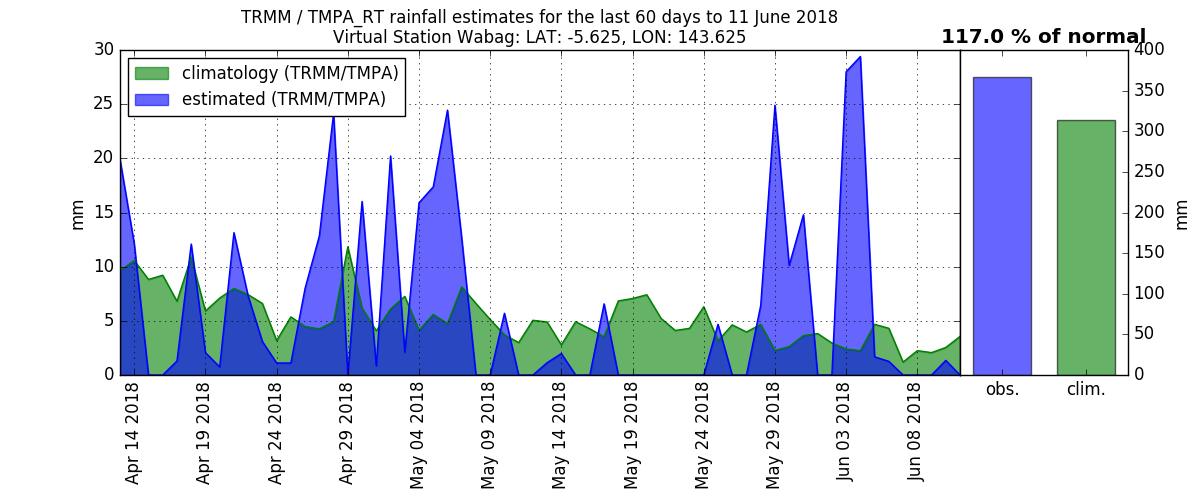 TRMM / TMPA_RT rainfall estimates for the last 60 days to 11 June 2018
Virtual Station Wabag: LAT: -5.625, LON: 143.625
117.0 % of normal
climatology (TRMM/TMPA)
estimated (TRMM/TMPA)
30
25
20
15
10
5
0
mm
Apr 14 2018
Apr 19 2018
Apr 24 2018
Apr 29 2018
May 04 2018
May 09 2018
May 14 2018
May 19 2018
May 24 2018
May 29 2018
Jun 03 2018
Jun 08 2018
obs.
clim.
400
350
300
250
200
150
100
50
0
mm